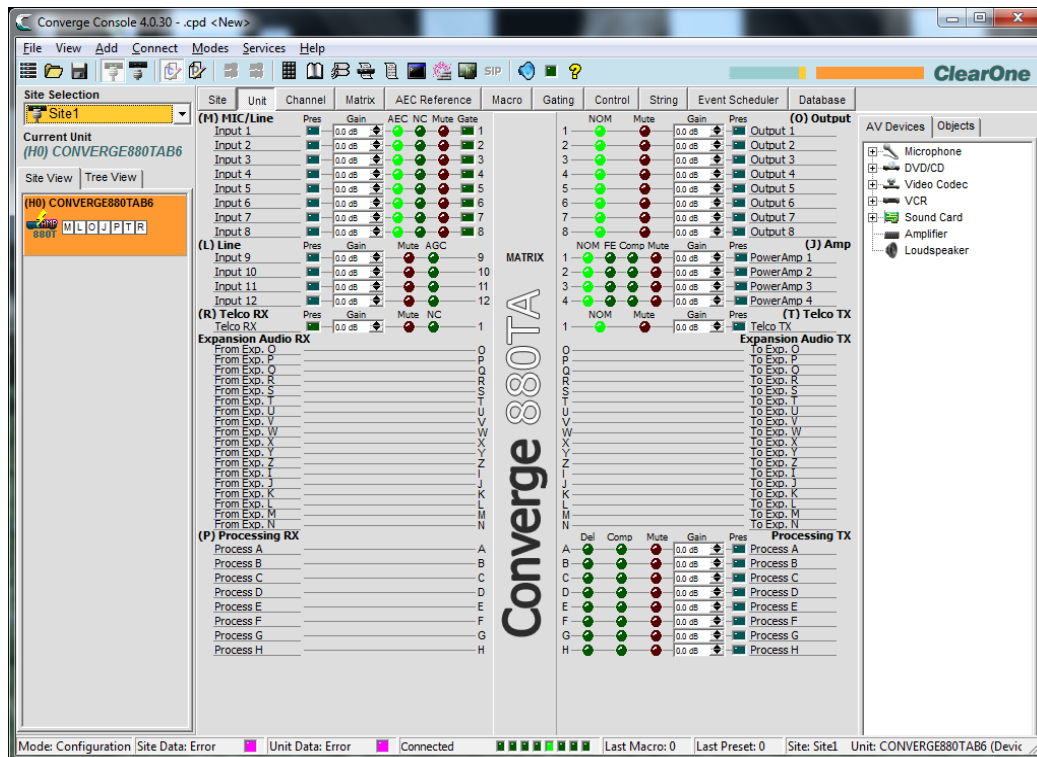 Converge Console 4.0.30 - .cpd <New>
File View Add Connect Modes Services Help
SIP
ClearOne
Site Selection
Site1
Current Unit
(H0) CONVERGE880TAB6
Site View Tree View
(H0) CONVERGE880TAB6
AMP
880T
M L O J P T R
Site Unit Channel Matrix AEC Reference Macro Gating Control String Event Scheduler Database
(M) MIC/Line Pres Gain AEC NC Mute Gate
Input 1 0.0 dB 1
Input 2 0.0 dB 2
Input 3 0.0 dB 3
Input 4 0.0 dB 4
Input 5 0.0 dB 5
Input 6 0.0 dB 6
Input 7 0.0 dB 7
Input 8 0.0 dB 8
(L) Line Pres Gain Mute AGC
Input 9 0.0 dB 9
Input 10 0.0 dB 10
Input 11 0.0 dB 11
Input 12 0.0 dB 12
(R) Telco RX Pres Gain Mute NC
Telco RX 0.0 dB 1
Expansion Audio RX
From Exp. O O
From Exp. P P
From Exp. Q Q
From Exp. R R
From Exp. S S
From Exp. T T
From Exp. U U
From Exp. V V
From Exp. W W
From Exp. X X
From Exp. Y Y
From Exp. Z Z
From Exp. I I
From Exp. J J
From Exp. K K
From Exp. L L
From Exp. M M
From Exp. N N
(P) Processing RX
Process A A
Process B B
Process C C
Process D D
Process E E
Process F F
Process G G
Process H H
MATRIX
Converge 880TA
NOM Mute Gain Pres (O) Output
1 0.0 dB Output 1
2 0.0 dB Output 2
3 0.0 dB Output 3
4 0.0 dB Output 4
5 0.0 dB Output 5
6 0.0 dB Output 6
7 0.0 dB Output 7
8 0.0 dB Output 8
NOM FE Comp Mute Gain Pres (J) Amp
1 0.0 dB PowerAmp 1
2 0.0 dB PowerAmp 2
3 0.0 dB PowerAmp 3
4 0.0 dB PowerAmp 4
NOM Mute Gain Pres (T) Telco TX
1 0.0 dB Telco TX
Expansion Audio TX
O To Exp. O
P To Exp. P
Q To Exp. Q
R To Exp. R
S To Exp. S
T To Exp. T
U To Exp. U
V To Exp. V
W To Exp. W
X To Exp. X
Y To Exp. Y
Z To Exp. Z
I To Exp. I
J To Exp. J
K To Exp. K
L To Exp. L
M To Exp. M
N To Exp. N
Del Comp Mute Gain Pres Processing TX
A 0.0 dB Process A
B 0.0 dB Process B
C 0.0 dB Process C
D 0.0 dB Process D
E 0.0 dB Process E
F 0.0 dB Process F
G 0.0 dB Process G
H 0.0 dB Process H
AV Devices Objects
Microphone
DVD/CD
Video Codec
VCR
Sound Card
Amplifier
Loudspeaker
Mode: Configuration Site Data: Error Unit Data: Error Connected Last Macro: 0 Last Preset: 0 Site: Site1 Unit: CONVERGE880TAB6 (Devic